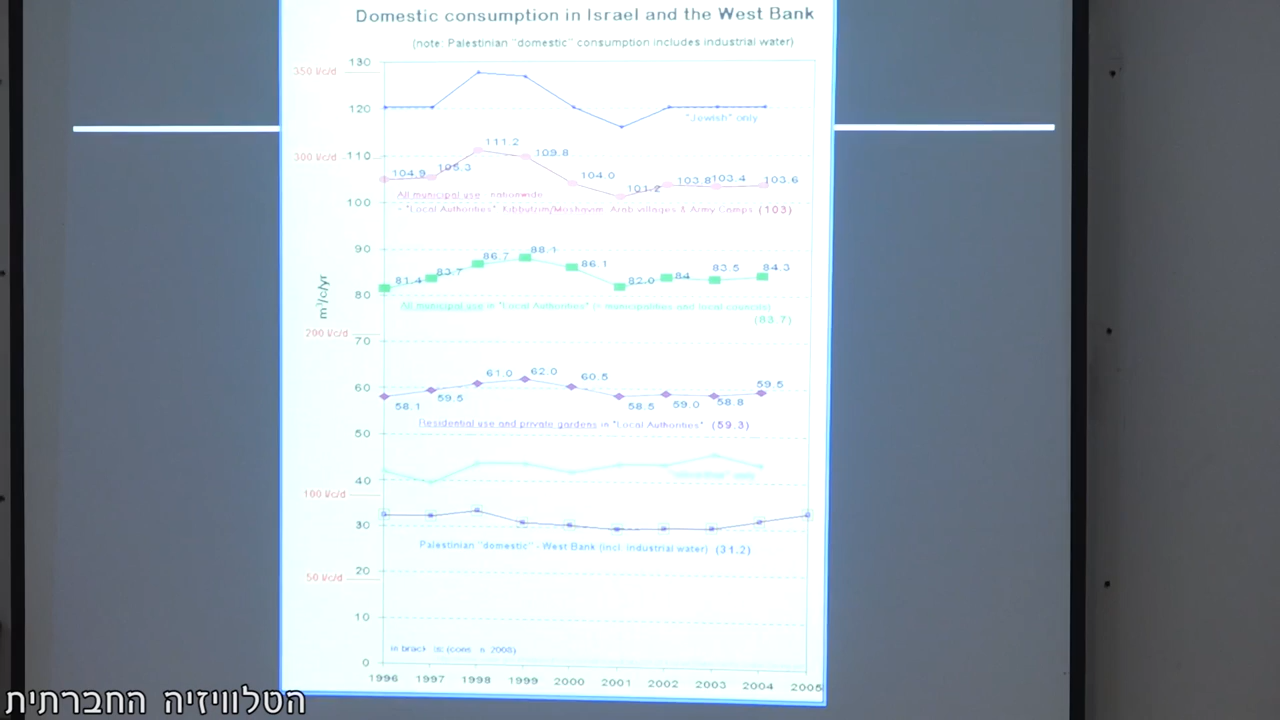 Domestic consumption in Israel and the West Bank
(note: Palestinian "domestic" consumption includes industrial water)
130
350 l/c/d
120
"Jewish" only
111.2
300 l/c/d
110
109.8
104.9
105.3
104.0
101.2
103.8
103.4
103.6
All municipal use - nationwide
100
= "Local Authorities", Kibbutzim/Moshavim, Arab villages & Army Camps (103)
90
81.4
83.7
86.7
88.1
86.1
82.0
84
83.5
84.3
m³/c/yr
80
All municipal use in "Local Authorities" (= municipalities and local councils)
(83.7)
200 l/c/d
70
60
58.1
59.5
61.0
62.0
60.5
58.5
59.0
58.8
59.5
Residential use and private gardens in "Local Authorities" (59.3)
50
40
100 l/c/d
30
Palestinian "domestic" - West Bank (incl. industrial water) (31.2)
20
50 l/c/d
10
in brack
0
1996 1997 1998 1999 2000 2001 2002 2003 2004 2005
הטלוויזיה החברתית